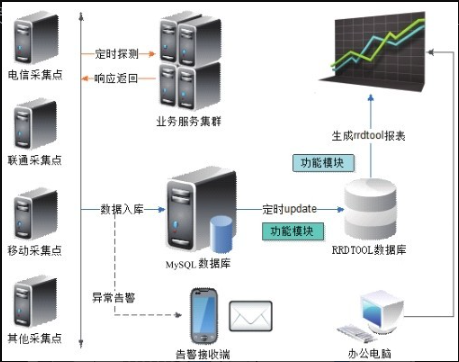 电信采集点
联通采集点
移动采集点
其他采集点
定时探测
响应返回
业务服务集群
数据入库
MySQL 数据库
定时update
功能模块
生成rrdtool报表
功能模块
RRDTOOL数据库
异常告警
告警接收端
办公电脑